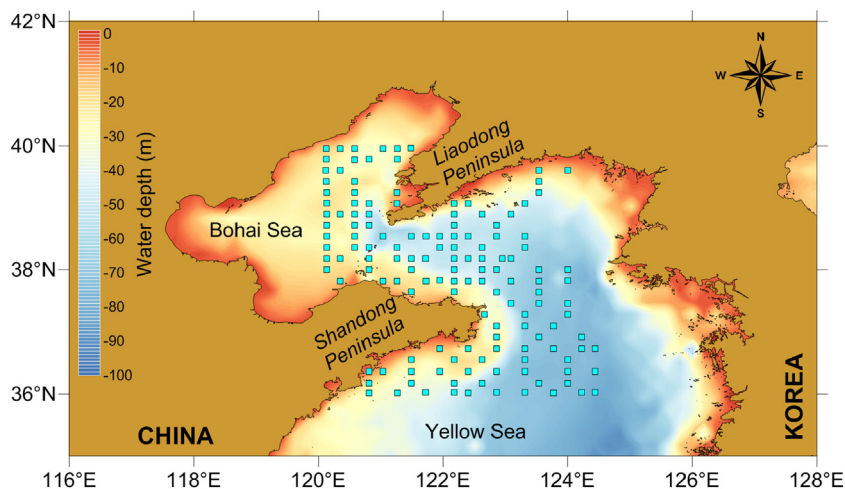 42°N
40°N
38°N
36°N
116°E
118°E
120°E
122°E
124°E
126°E
128°E
0
-10
-20
-30
-40
-50
-60
-70
-80
-90
-100
Water depth (m)
N
W
E
S
Liaodong
Peninsula
Bohai Sea
Shandong
Peninsula
Yellow Sea
CHINA
KOREA